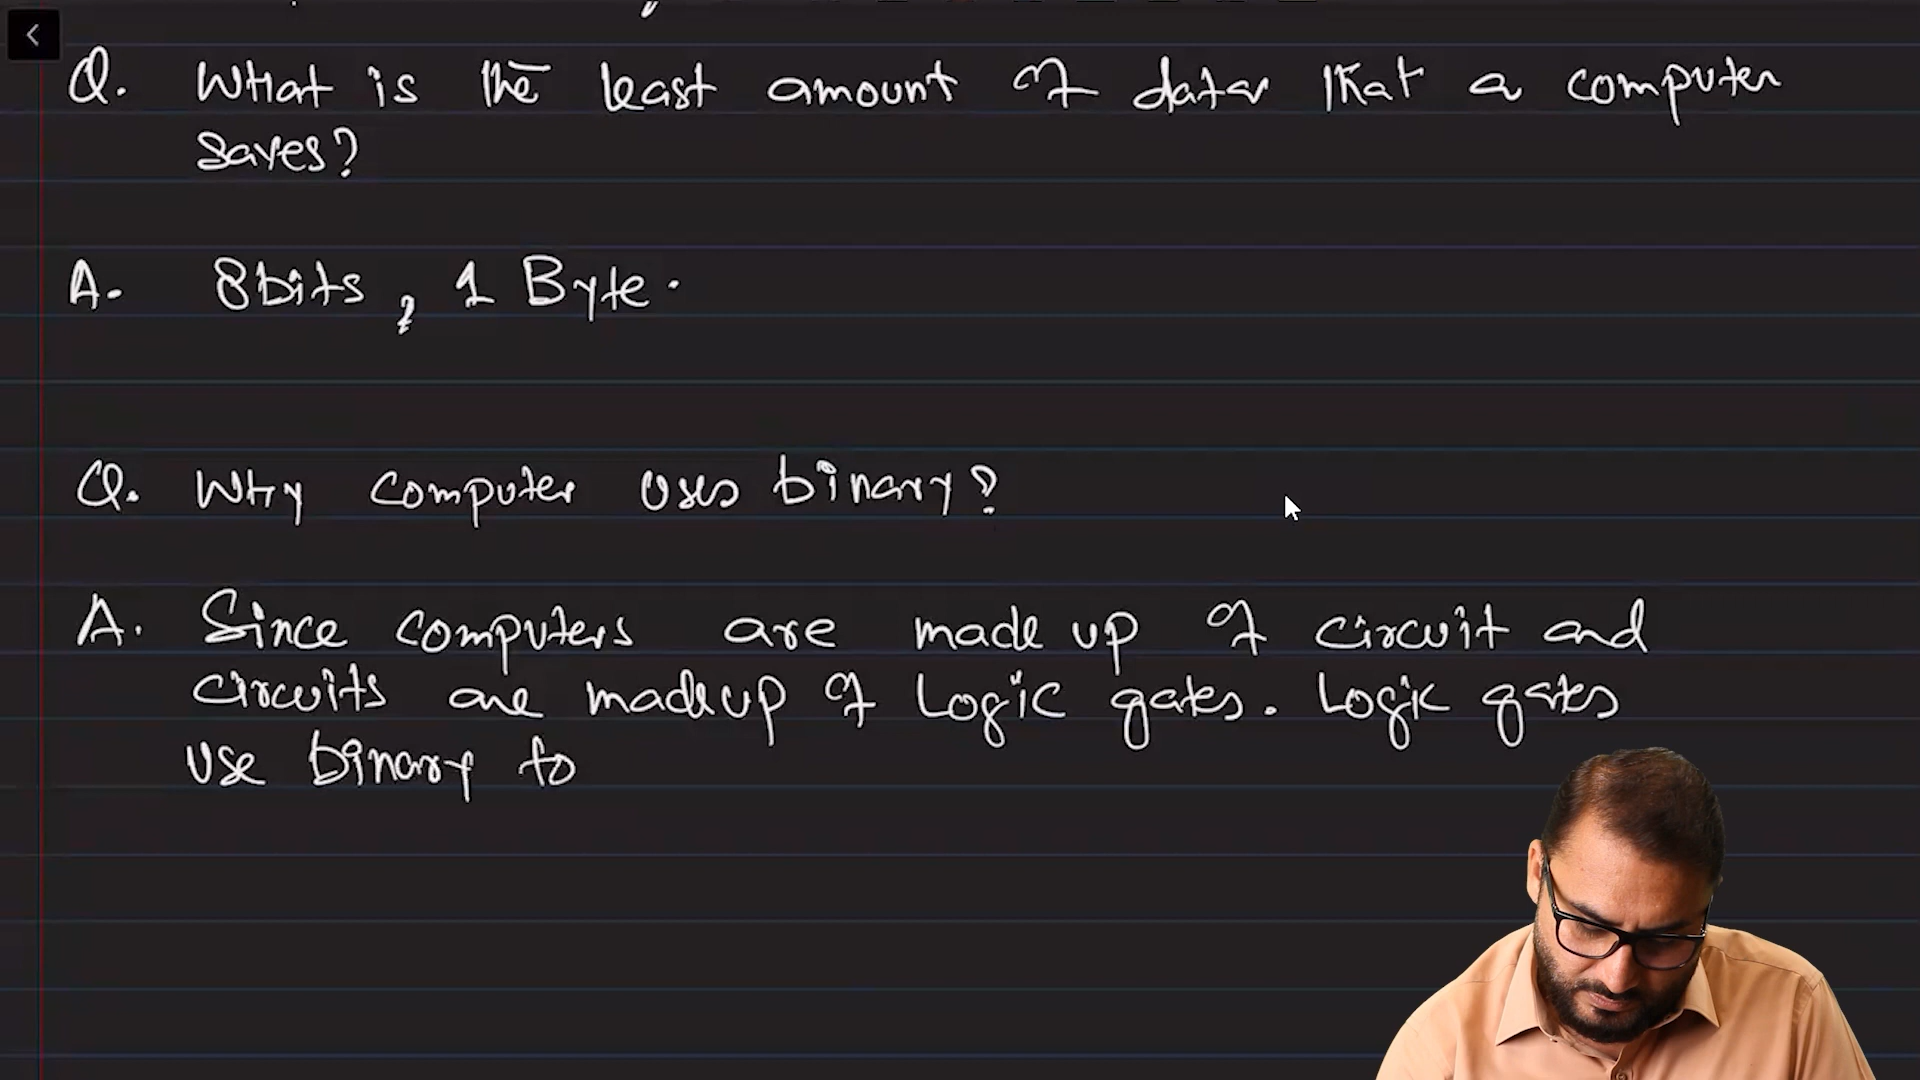 Q. What is the least amount of data that a computer
saves?
A. 8bits, 1 Byte.
Q. Why computer uses binary?
A. Since computers are made up of circuit and
circuits are madeup of Logic gates. Logic gates
use binary to